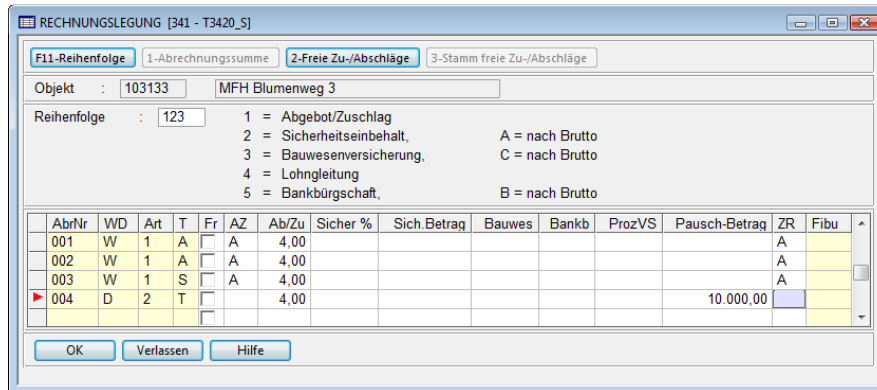 RECHNUNGSLEGUNG [341 - T3420_S]
F11-Reihenfolge 1-Abrechnungssumme 2-Freie Zu-/Abschläge 3-Stamm freie Zu-/Abschläge
Objekt : 103133 MFH Blumenweg 3
Reihenfolge : 123 1 = Abgebot/Zuschlag
2 = Sicherheitseinbehalt, A = nach Brutto
3 = Bauwesenversicherung, C = nach Brutto
4 = Lohngleitung
5 = Bankbürgschaft, B = nach Brutto
AbrNr WD Art T Fr AZ Ab/Zu Sicher % Sich.Betrag Bauwes Bankb ProzVS Pausch-Betrag ZR Fibu
001 W 1 A A 4,00 A
002 W 1 A A 4,00 A
003 W 1 S A 4,00 A
004 D 2 T 4,00 10.000,00
OK Verlassen Hilfe